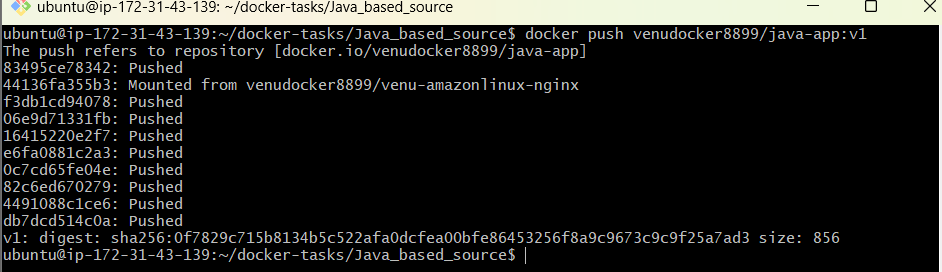 ubuntu@ip-172-31-43-139: ~/docker-tasks/Java_based_source
ubuntu@ip-172-31-43-139:~/docker-tasks/Java_based_source$ docker push venudocker8899/java-app:v1
The push refers to repository [docker.io/venudocker8899/java-app]
83495ce78342: Pushed
44136fa355b3: Mounted from venudocker8899/venu-amazonlinux-nginx
f3db1cd94078: Pushed
06e9d71331fb: Pushed
16415220e2f7: Pushed
e6fa0881c2a3: Pushed
0c7cd65fe04e: Pushed
82c6ed670279: Pushed
4491088c1ce6: Pushed
db7dcd514c0a: Pushed
v1: digest: sha256:0f7829c715b8134b5c522afa0dcfea00bfe86453256f8a9c9673c9c9f25a7ad3 size: 856
ubuntu@ip-172-31-43-139:~/docker-tasks/Java_based_source$